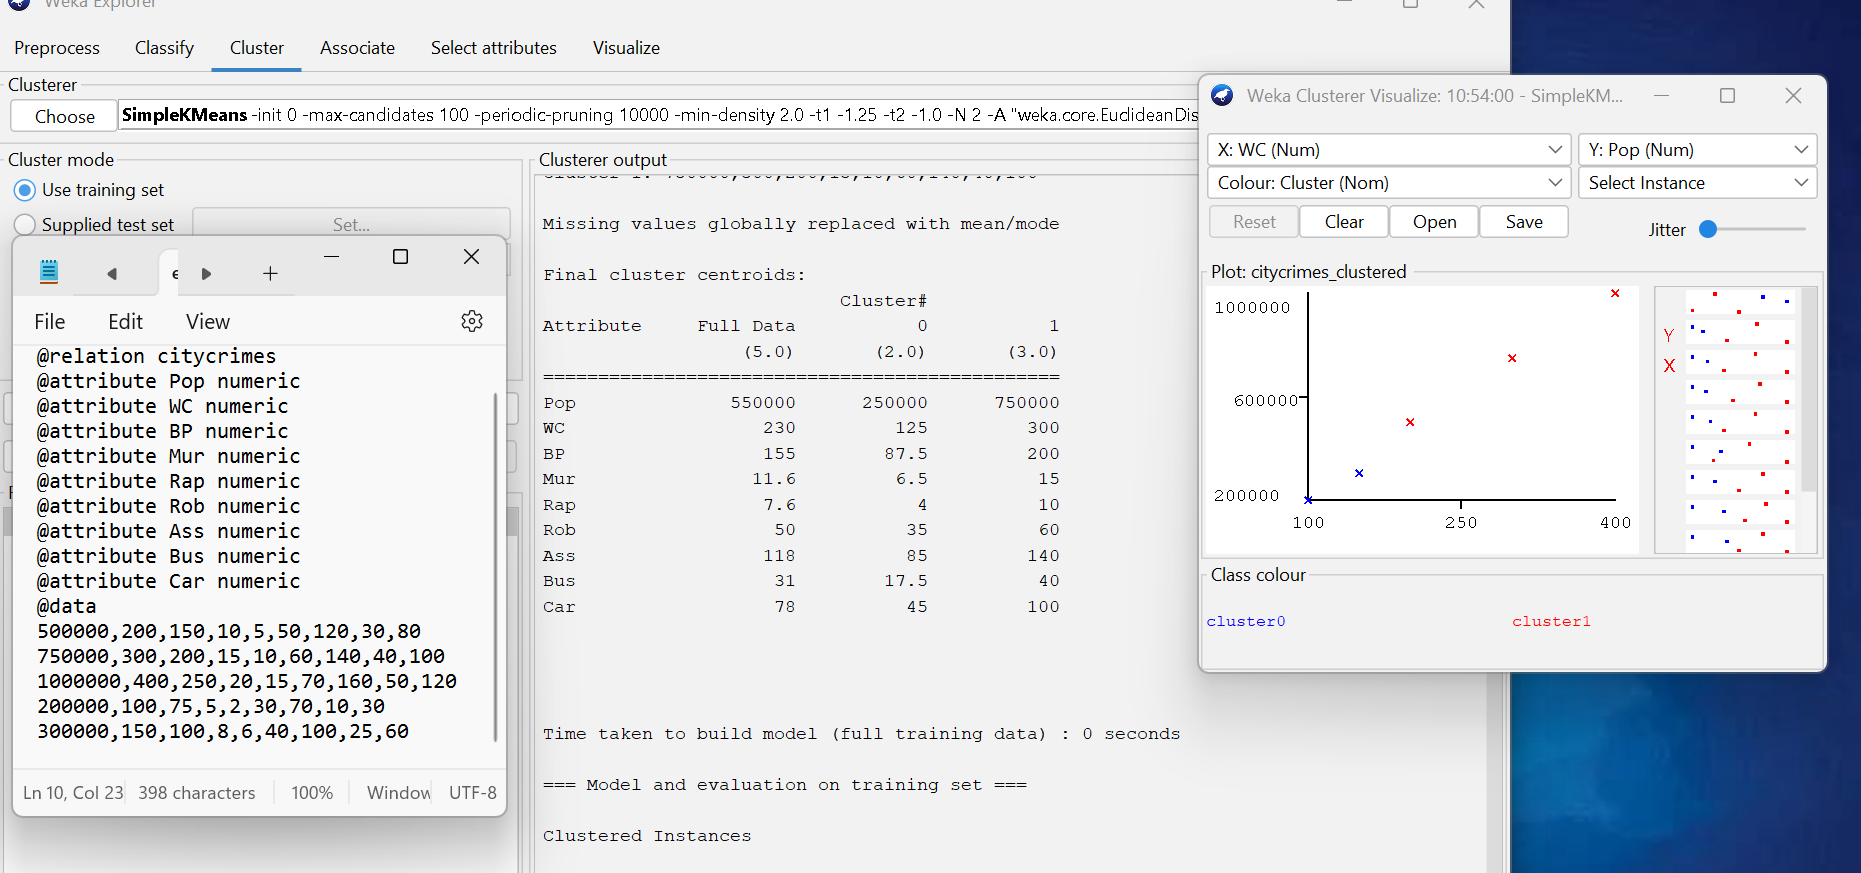 Weka Explorer
Preprocess Classify Cluster Associate Select attributes Visualize
Clusterer
Choose SimpleKMeans -init 0 -max-candidates 100 -periodic-pruning 10000 -min-density 2.0 -t1 -1.25 -t2 -1.0 -N 2 -A "weka.core.EuclideanDis
Cluster mode
Use training set
Supplied test set Set...
File Edit View
@relation citycrimes
@attribute Pop numeric
@attribute WC numeric
@attribute BP numeric
@attribute Mur numeric
@attribute Rap numeric
@attribute Rob numeric
@attribute Ass numeric
@attribute Bus numeric
@attribute Car numeric
@data
500000,200,150,10,5,50,120,30,80
750000,300,200,15,10,60,140,40,100
1000000,400,250,20,15,70,160,50,120
200000,100,75,5,2,30,70,10,30
300000,150,100,8,6,40,100,25,60
Ln 10, Col 23 398 characters 100% Window UTF-8
Clusterer output
Cluster 1: 750000,300,200,15,10,60,140,40,100
Missing values globally replaced with mean/mode
Final cluster centroids:
Cluster#
Attribute Full Data 0 1
(5.0) (2.0) (3.0)
===============================================
Pop 550000 250000 750000
WC 230 125 300
BP 155 87.5 200
Mur 11.6 6.5 15
Rap 7.6 4 10
Rob 50 35 60
Ass 118 85 140
Bus 31 17.5 40
Car 78 45 100
Time taken to build model (full training data) : 0 seconds
=== Model and evaluation on training set ===
Clustered Instances
Weka Clusterer Visualize: 10:54:00 - SimpleKM...
X: WC (Num) Y: Pop (Num)
Colour: Cluster (Nom) Select Instance
Reset Clear Open Save Jitter
Plot: citycrimes_clustered
1000000
600000
200000
100 250 400
Y
X
Class colour
cluster0 cluster1